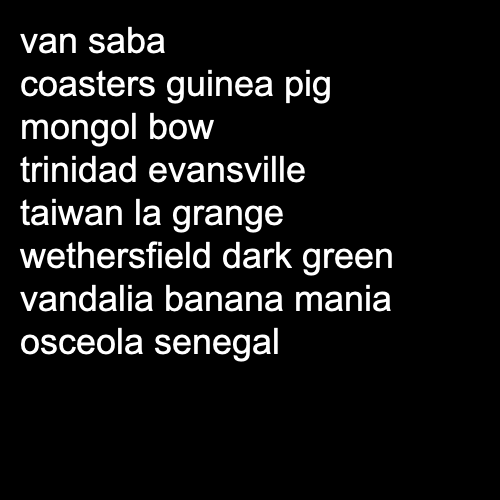 van saba
coasters guinea pig
mongol bow
trinidad evansville
taiwan la grange
wethersfield dark green
vandalia banana mania
osceola senegal